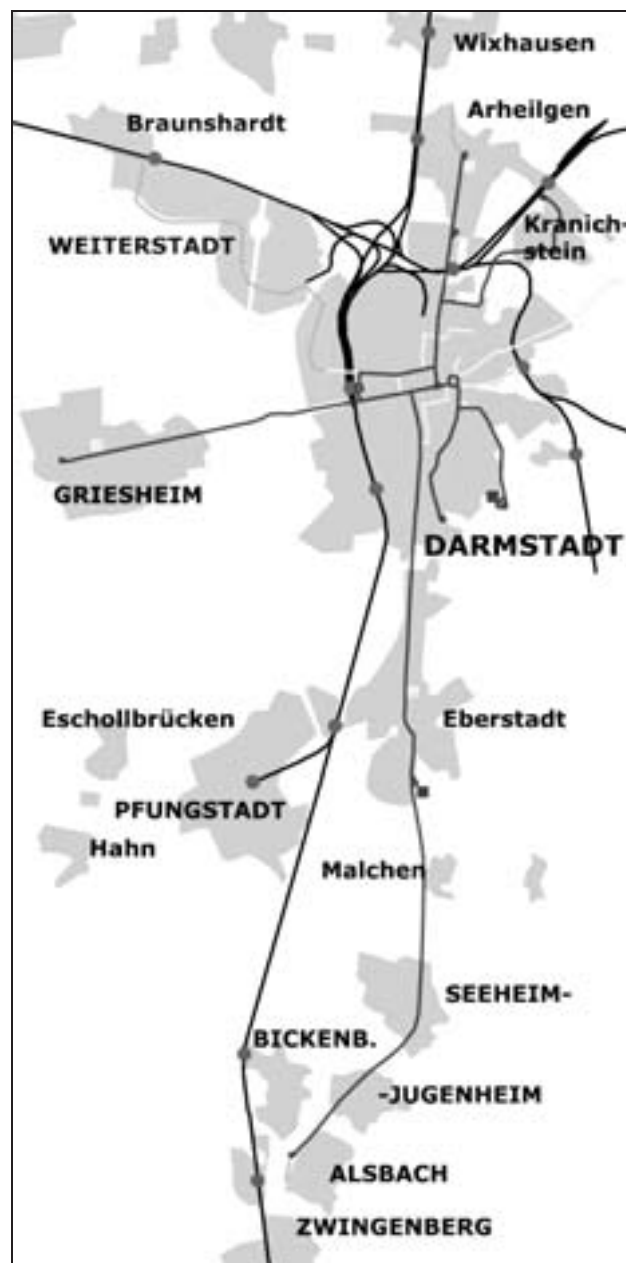 Wixhausen
Arheilgen
Braunshardt
Kranich-
stein
WEITERSTADT
GRIESHEIM
DARMSTADT
Eschollbrücken
Eberstadt
PFUNGSTADT
Hahn
Malchen
SEEHEIM-
BICKENB.
-JUGENHEIM
ALSBACH
ZWINGENBERG